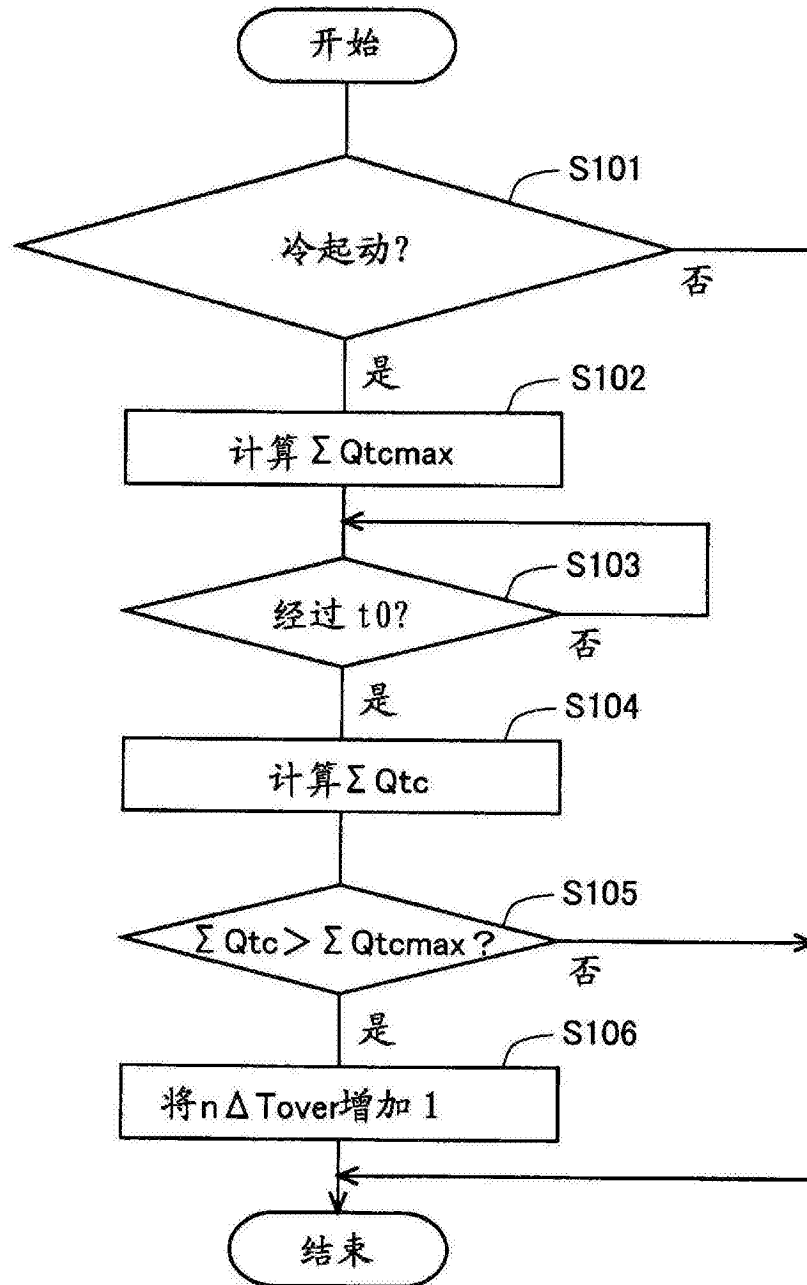 开始
S101
冷起动?
否
是
S102
计算ΣQtcmax
S103
经过 t0?
否
是
S104
计算ΣQtc
S105
ΣQtc＞ΣQtcmax?
否
是
S106
将nΔTover增加 1
结束